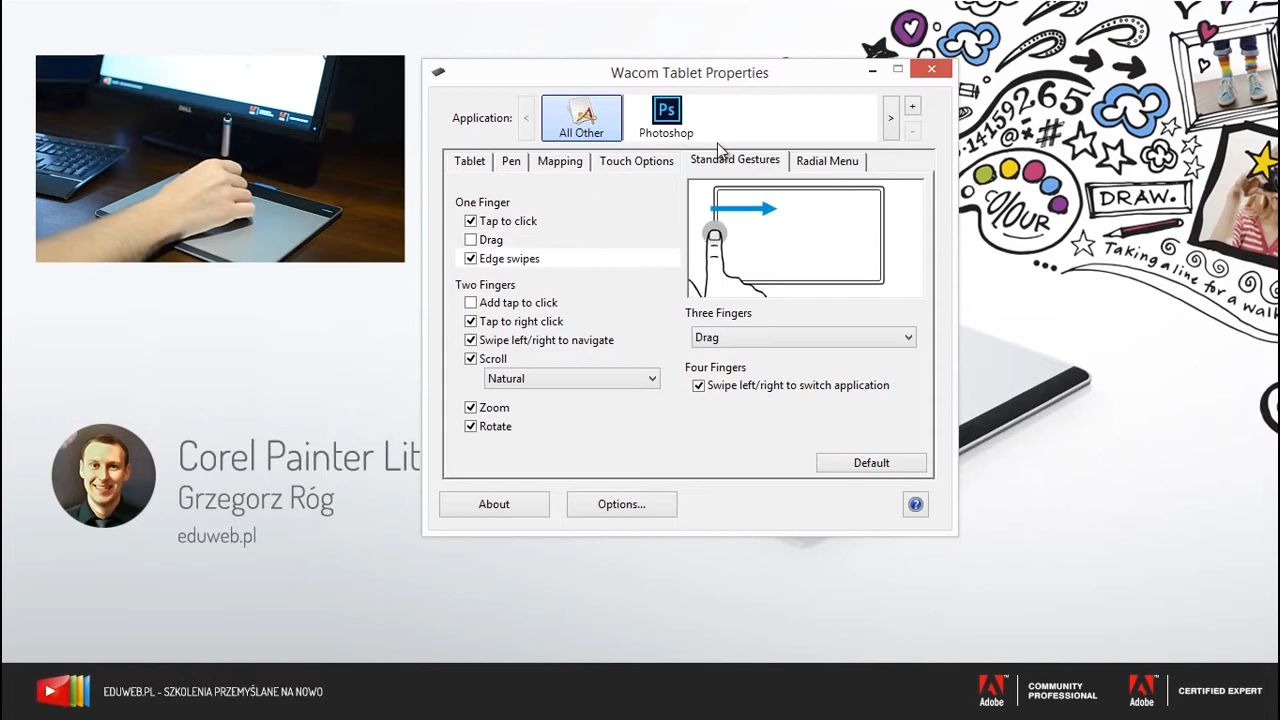 Wacom Tablet Properties
Application:
<
All Other
Photoshop
Ps
>
+
-
Tablet
Pen
Mapping
Touch Options
Standard Gestures
Radial Menu
One Finger
Tap to click
Drag
Edge swipes
Two Fingers
Add tap to click
Tap to right click
Swipe left/right to navigate
Scroll
Natural
Zoom
Rotate
Three Fingers
Drag
Four Fingers
Swipe left/right to switch application
Default
About
Options...
?
DELL
Corel Painter Lit
Grzegorz Róg
eduweb.pl
COLOUR
DRAW.
Taking a line for a walk
EDUWEB.PL - SZKOLENIA PRZEMYŚLANE NA NOWO
Adobe
COMMUNITY
PROFESSIONAL
Adobe
CERTIFIED EXPERT